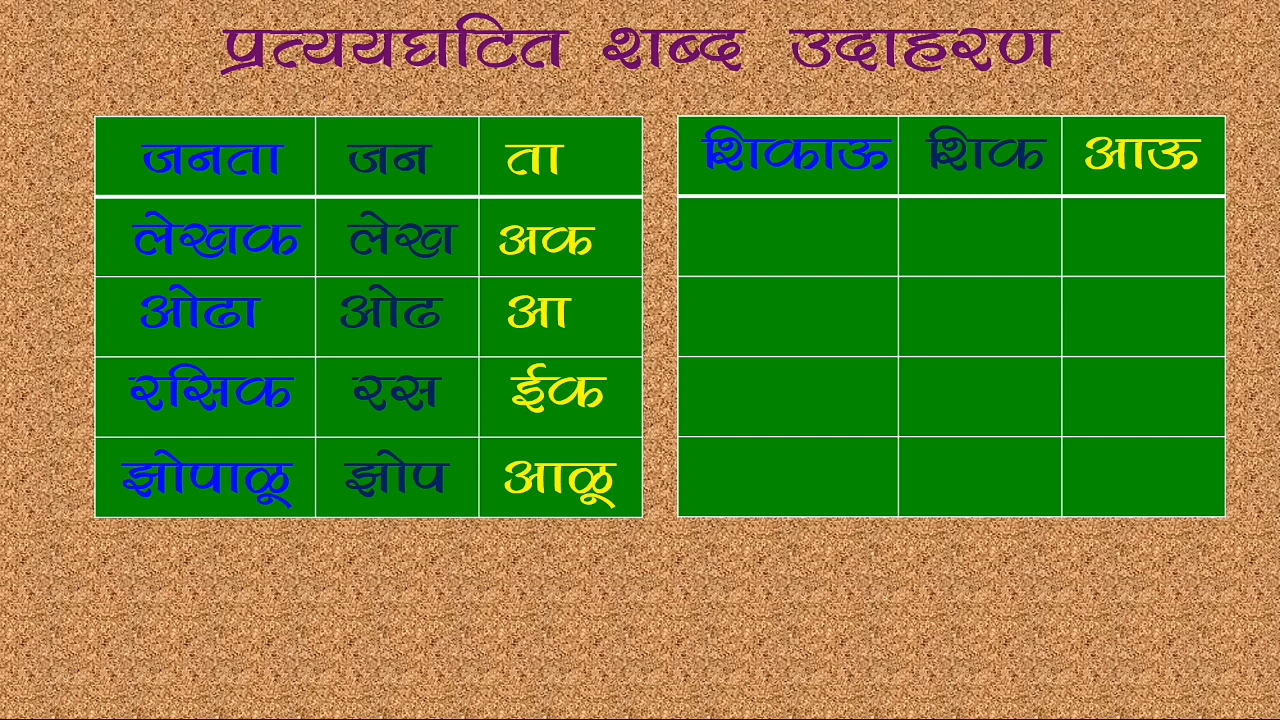 प्रत्ययघटित शब्द उदाहरण
जनता जन ता
लेखक लेख अक
ओढा ओढ आ
रसिक रस ईक
झोपाळू झोप आळू
शिकाऊ शिक आऊ